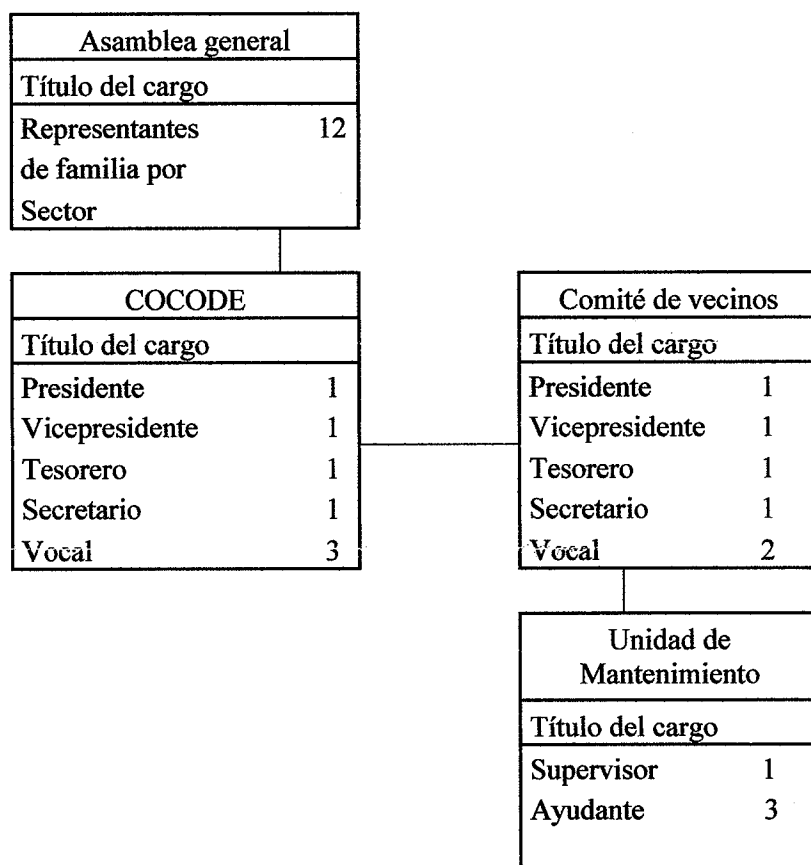 Asamblea general
Título del cargo
Representantes 12
de familia por
Sector
COCODE
Título del cargo
Presidente 1
Vicepresidente 1
Tesorero 1
Secretario 1
Vocal 3
Comité de vecinos
Título del cargo
Presidente 1
Vicepresidente 1
Tesorero 1
Secretario 1
Vocal 2
Unidad de
Mantenimiento
Título del cargo
Supervisor 1
Ayudante 3